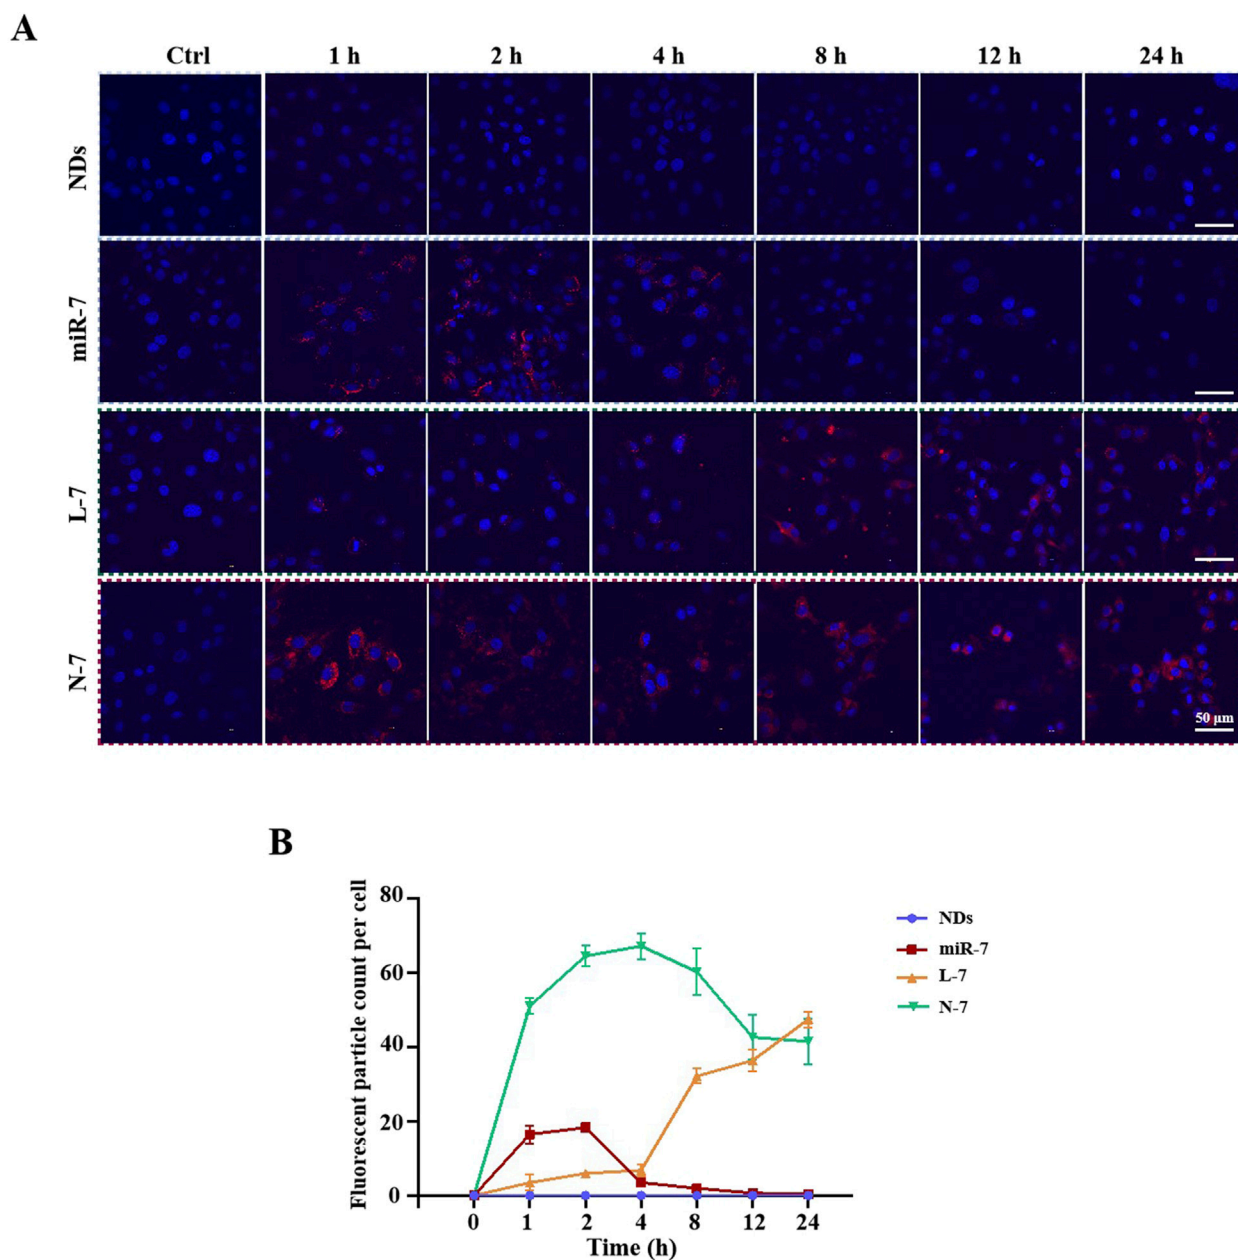 A
Ctrl 1 h 2 h 4 h 8 h 12 h 24 h
NDs
miR-7
L-7
N-7
50 μm
B
Fluorescent particle count per cell
80
60
40
20
0
0 1 2 4 8 12 24
Time (h)
NDs
miR-7
L-7
N-7